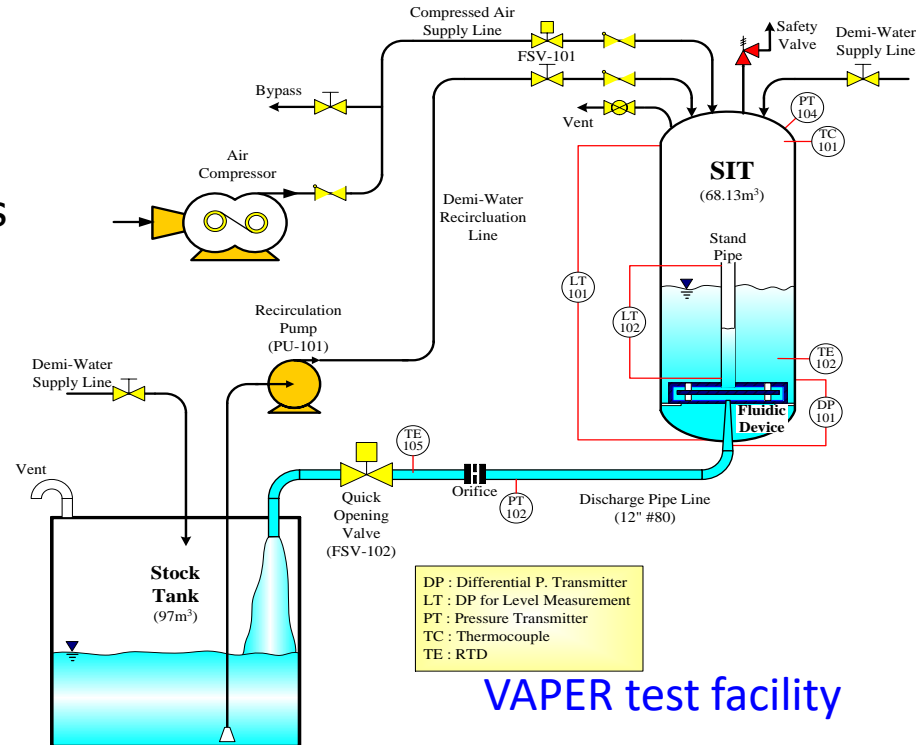 Compressed Air
Supply Line
FSV-101
Safety
Valve
Demi-Water
Supply Line
Bypass
Vent
PT
104
TC
101
Air
Compressor
SIT
(68.13m³)
s
Demi-Water
Recircluation
Line
Stand
Pipe
LT
101
LT
102
Recirculation
Pump
(PU-101)
TE
102
Demi-Water
Supply Line
Fluidic
Device
DP
101
TE
105
Vent
Orifice
PT
102
Quick
Opening
Valve
(FSV-102)
Discharge Pipe Line
(12" #80)
Stock
Tank
(97m³)
DP : Differential P. Transmitter
LT : DP for Level Measurement
PT : Pressure Transmitter
TC : Thermocouple
TE : RTD
VAPER test facility